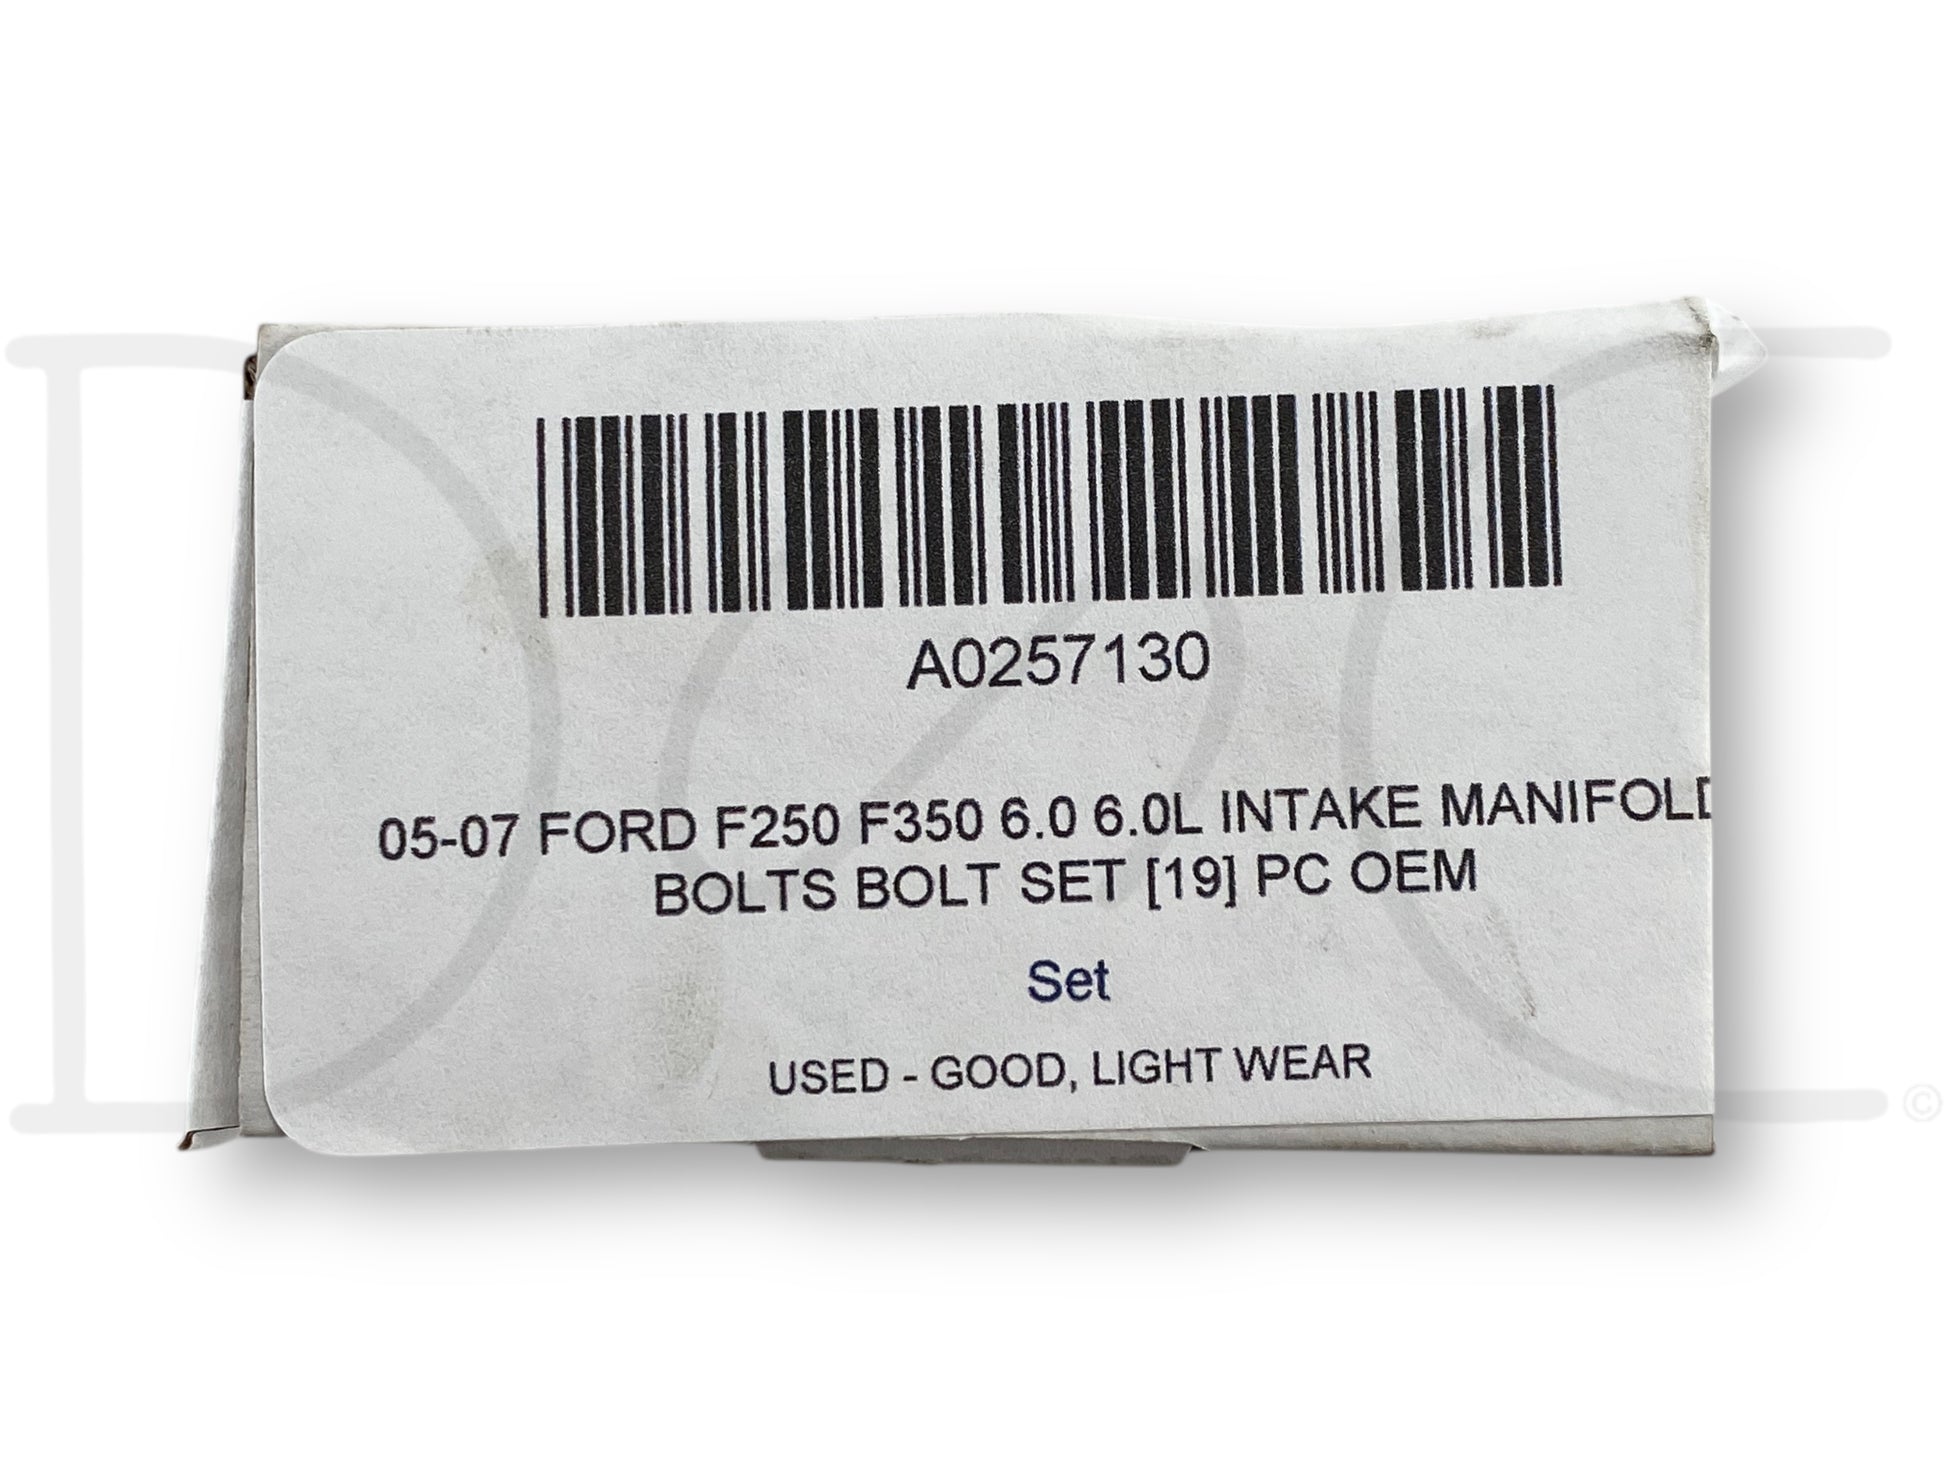 A0257130
05-07 FORD F250 F350 6.0 6.0L INTAKE MANIFOLD
BOLTS BOLT SET [19] PC OEM
Set
USED - GOOD, LIGHT WEAR
©